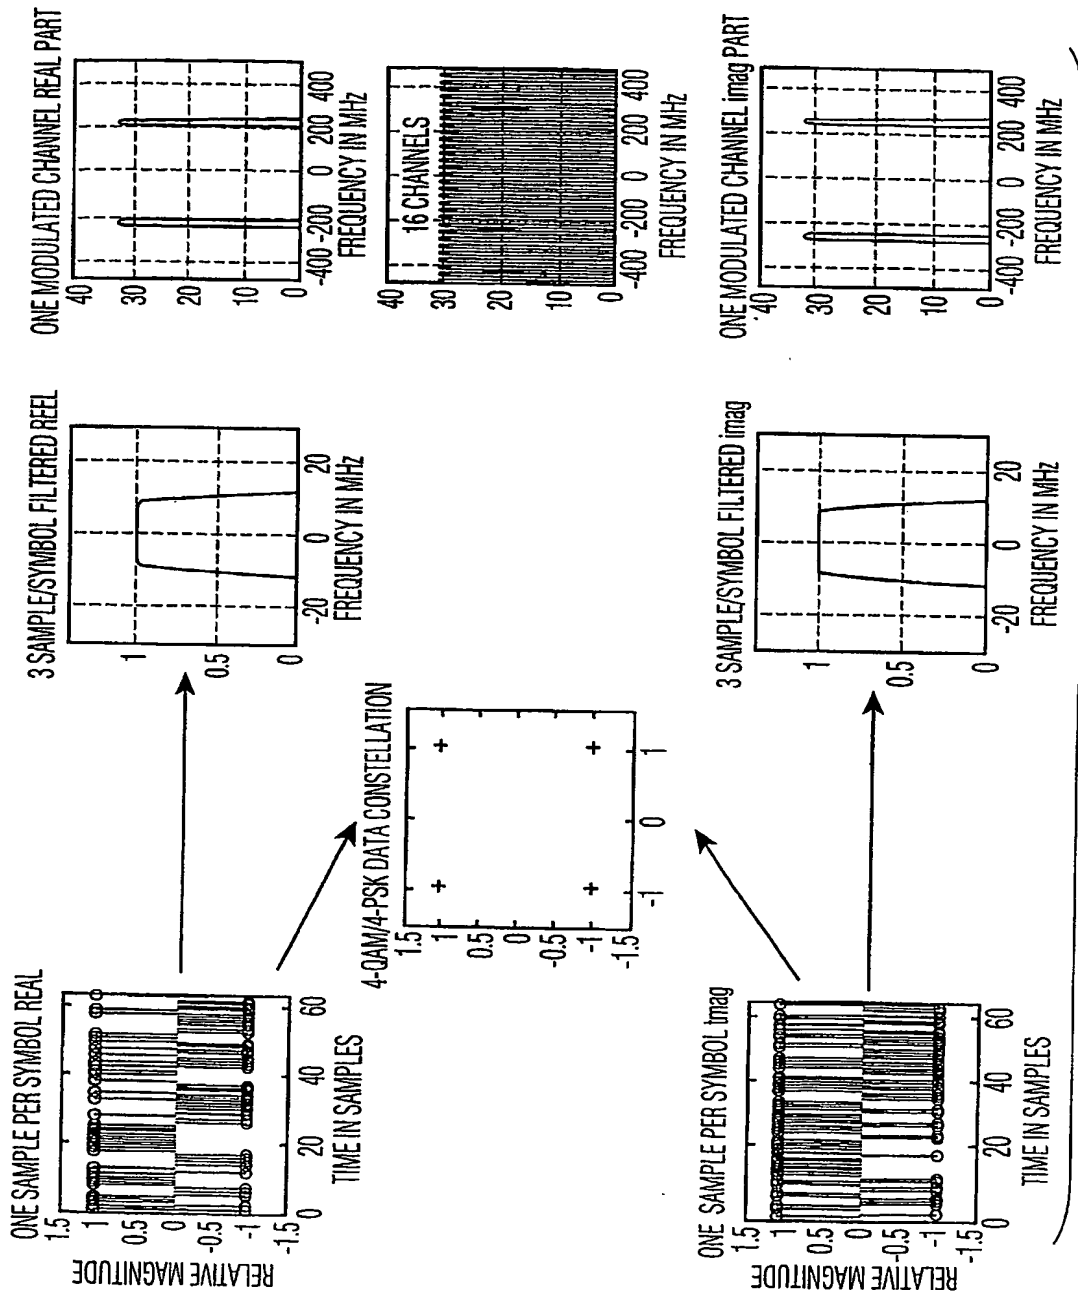 ONE SAMPLE PER SYMBOL REAL
1.5
1
0.5
0
-0.5
-1
-1.5
RELATIVE MAGNITUDE
0 20 40 60
TIME IN SAMPLES
3 SAMPLE/SYMBOL FILTERED REEL
1
0.5
0
-20 0 20
FREQUENCY IN MHz
ONE MODULATED CHANNEL REAL PART
40
30
20
10
0
-400 -200 0 200 400
FREQUENCY IN MHz
4-QAM/4-PSK DATA CONSTELLATION
1.5
1
0.5
0
-0.5
-1
-1.5
-1 0 1
16 CHANNELS
40
30
20
10
0
-400 -200 0 200 400
FREQUENCY IN MHz
ONE SAMPLE PER SYMBOL tmag
1.5
1
0.5
0
-0.5
-1
-1.5
RELATIVE MAGNITUDE
0 20 40 60
TIME IN SAMPLES
3 SAMPLE/SYMBOL FILTERED imag
1
0.5
0
-20 0 20
FREQUENCY IN MHz
ONE MODULATED CHANNEL imag PART
40
30
20
10
0
-400 -200 0 200 400
FREQUENCY IN MHz